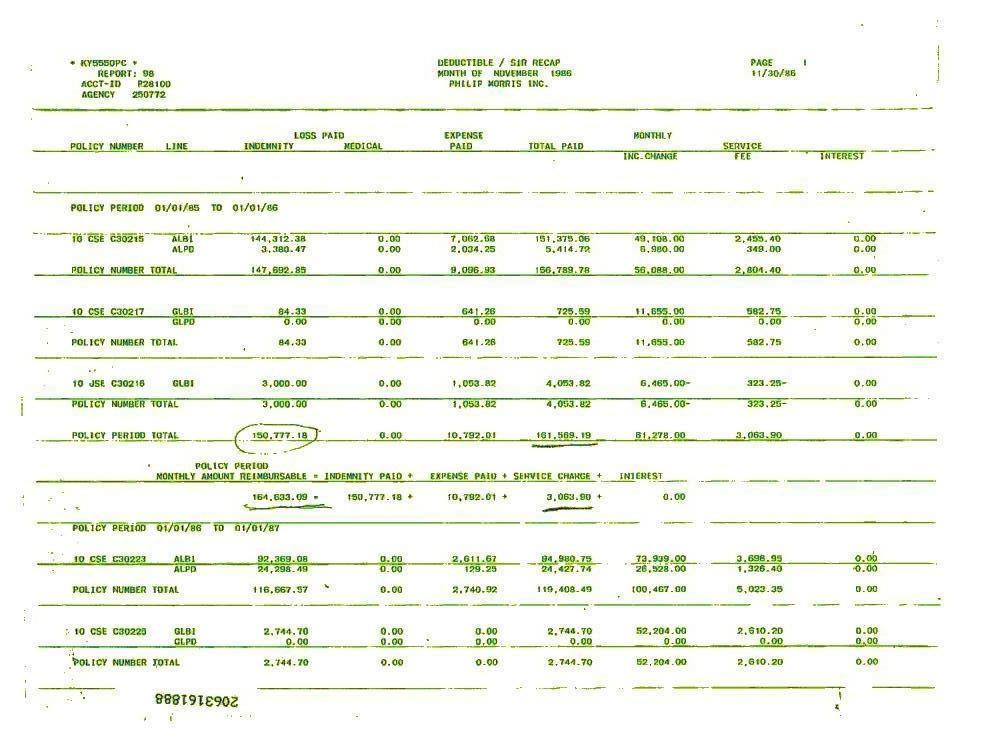 * KY5550PC * DEDUCTIBLE / SIR RECAP PAGE 1
REPORT: 98 MONTH OF NOVEMBER 1986 11/30/86
ACCT-ID P28100 PHILIP MORRIS INC.
AGENCY 250772
LOSS PAID EXPENSE MONTHLY
POLICY NUMBER LINE INDEMNITY MEDICAL PAID TOTAL PAID SERVICE
INC.CHANGE FEE INTEREST
POLICY PERIOD 01/01/85 TO 01/01/86
10 CSE C30215 ALBI 144,312.38 0.00 7,062.68 151,375.06 49,108.00 2,455.40 0.00
ALPD 3,380.47 0.00 2,034.25 5,414.72 6,980.00 349.00 0.00
POLICY NUMBER TOTAL 147,692.85 0.00 9,096.93 156,789.78 56,088.00 2,804.40 0.00
10 CSE C30217 GLBI 84.33 0.00 641.26 725.59 11,655.00 582.75 0.00
GLPD 0.00 0.00 0.00 0.00 0.00 0.00 0.00
POLICY NUMBER TOTAL 84.33 0.00 641.26 725.59 11,655.00 582.75 0.00
10 JSE C30216 GLBI 3,000.00 0.00 1,053.82 4,053.82 6,465.00- 323.25- 0.00
POLICY NUMBER TOTAL 3,000.00 0.00 1,053.82 4,053.82 6,465.00- 323.25- 0.00
POLICY PERIOD TOTAL 150,777.18 0.00 10,792.01 161,569.19 61,278.00 3,063.90 0.00
POLICY PERIOD
MONTHLY AMOUNT REIMBURSABLE = INDEMNITY PAID + EXPENSE PAID + SERVICE CHARGE + INTEREST
164,633.09 = 150,777.18 + 10,792.01 + 3,063.90 + 0.00
POLICY PERIOD 01/01/86 TO 01/01/87
10 CSE C30223 ALBI 92,369.08 0.00 2,611.67 94,980.75 73,939.00 3,696.95 0.00
ALPD 24,298.49 0.00 129.25 24,427.74 26,528.00 1,326.40 0.00
POLICY NUMBER TOTAL 116,667.57 0.00 2,740.92 119,408.49 100,467.00 5,023.35 0.00
10 CSE C30225 GLBI 2,744.70 0.00 0.00 2,744.70 52,204.00 2,610.20 0.00
GLPD 0.00 0.00 0.00 0.00 0.00 0.00 0.00
POLICY NUMBER TOTAL 2,744.70 0.00 0.00 2,744.70 52,204.00 2,610.20 0.00
2063161888